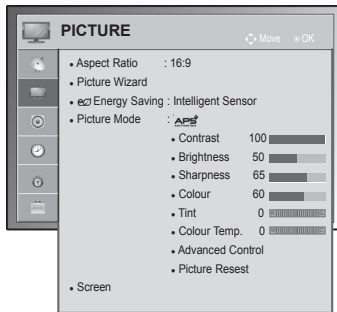 PICTURE
Move OK
• Aspect Ratio : 16:9
• Picture Wizard
• Energy Saving : Intelligent Sensor
• Picture Mode : APS
• Contrast 100
• Brightness 50
• Sharpness 65
• Colour 60
• Tint 0
• Colour Temp. 0
• Advanced Control
• Picture Resest
• Screen